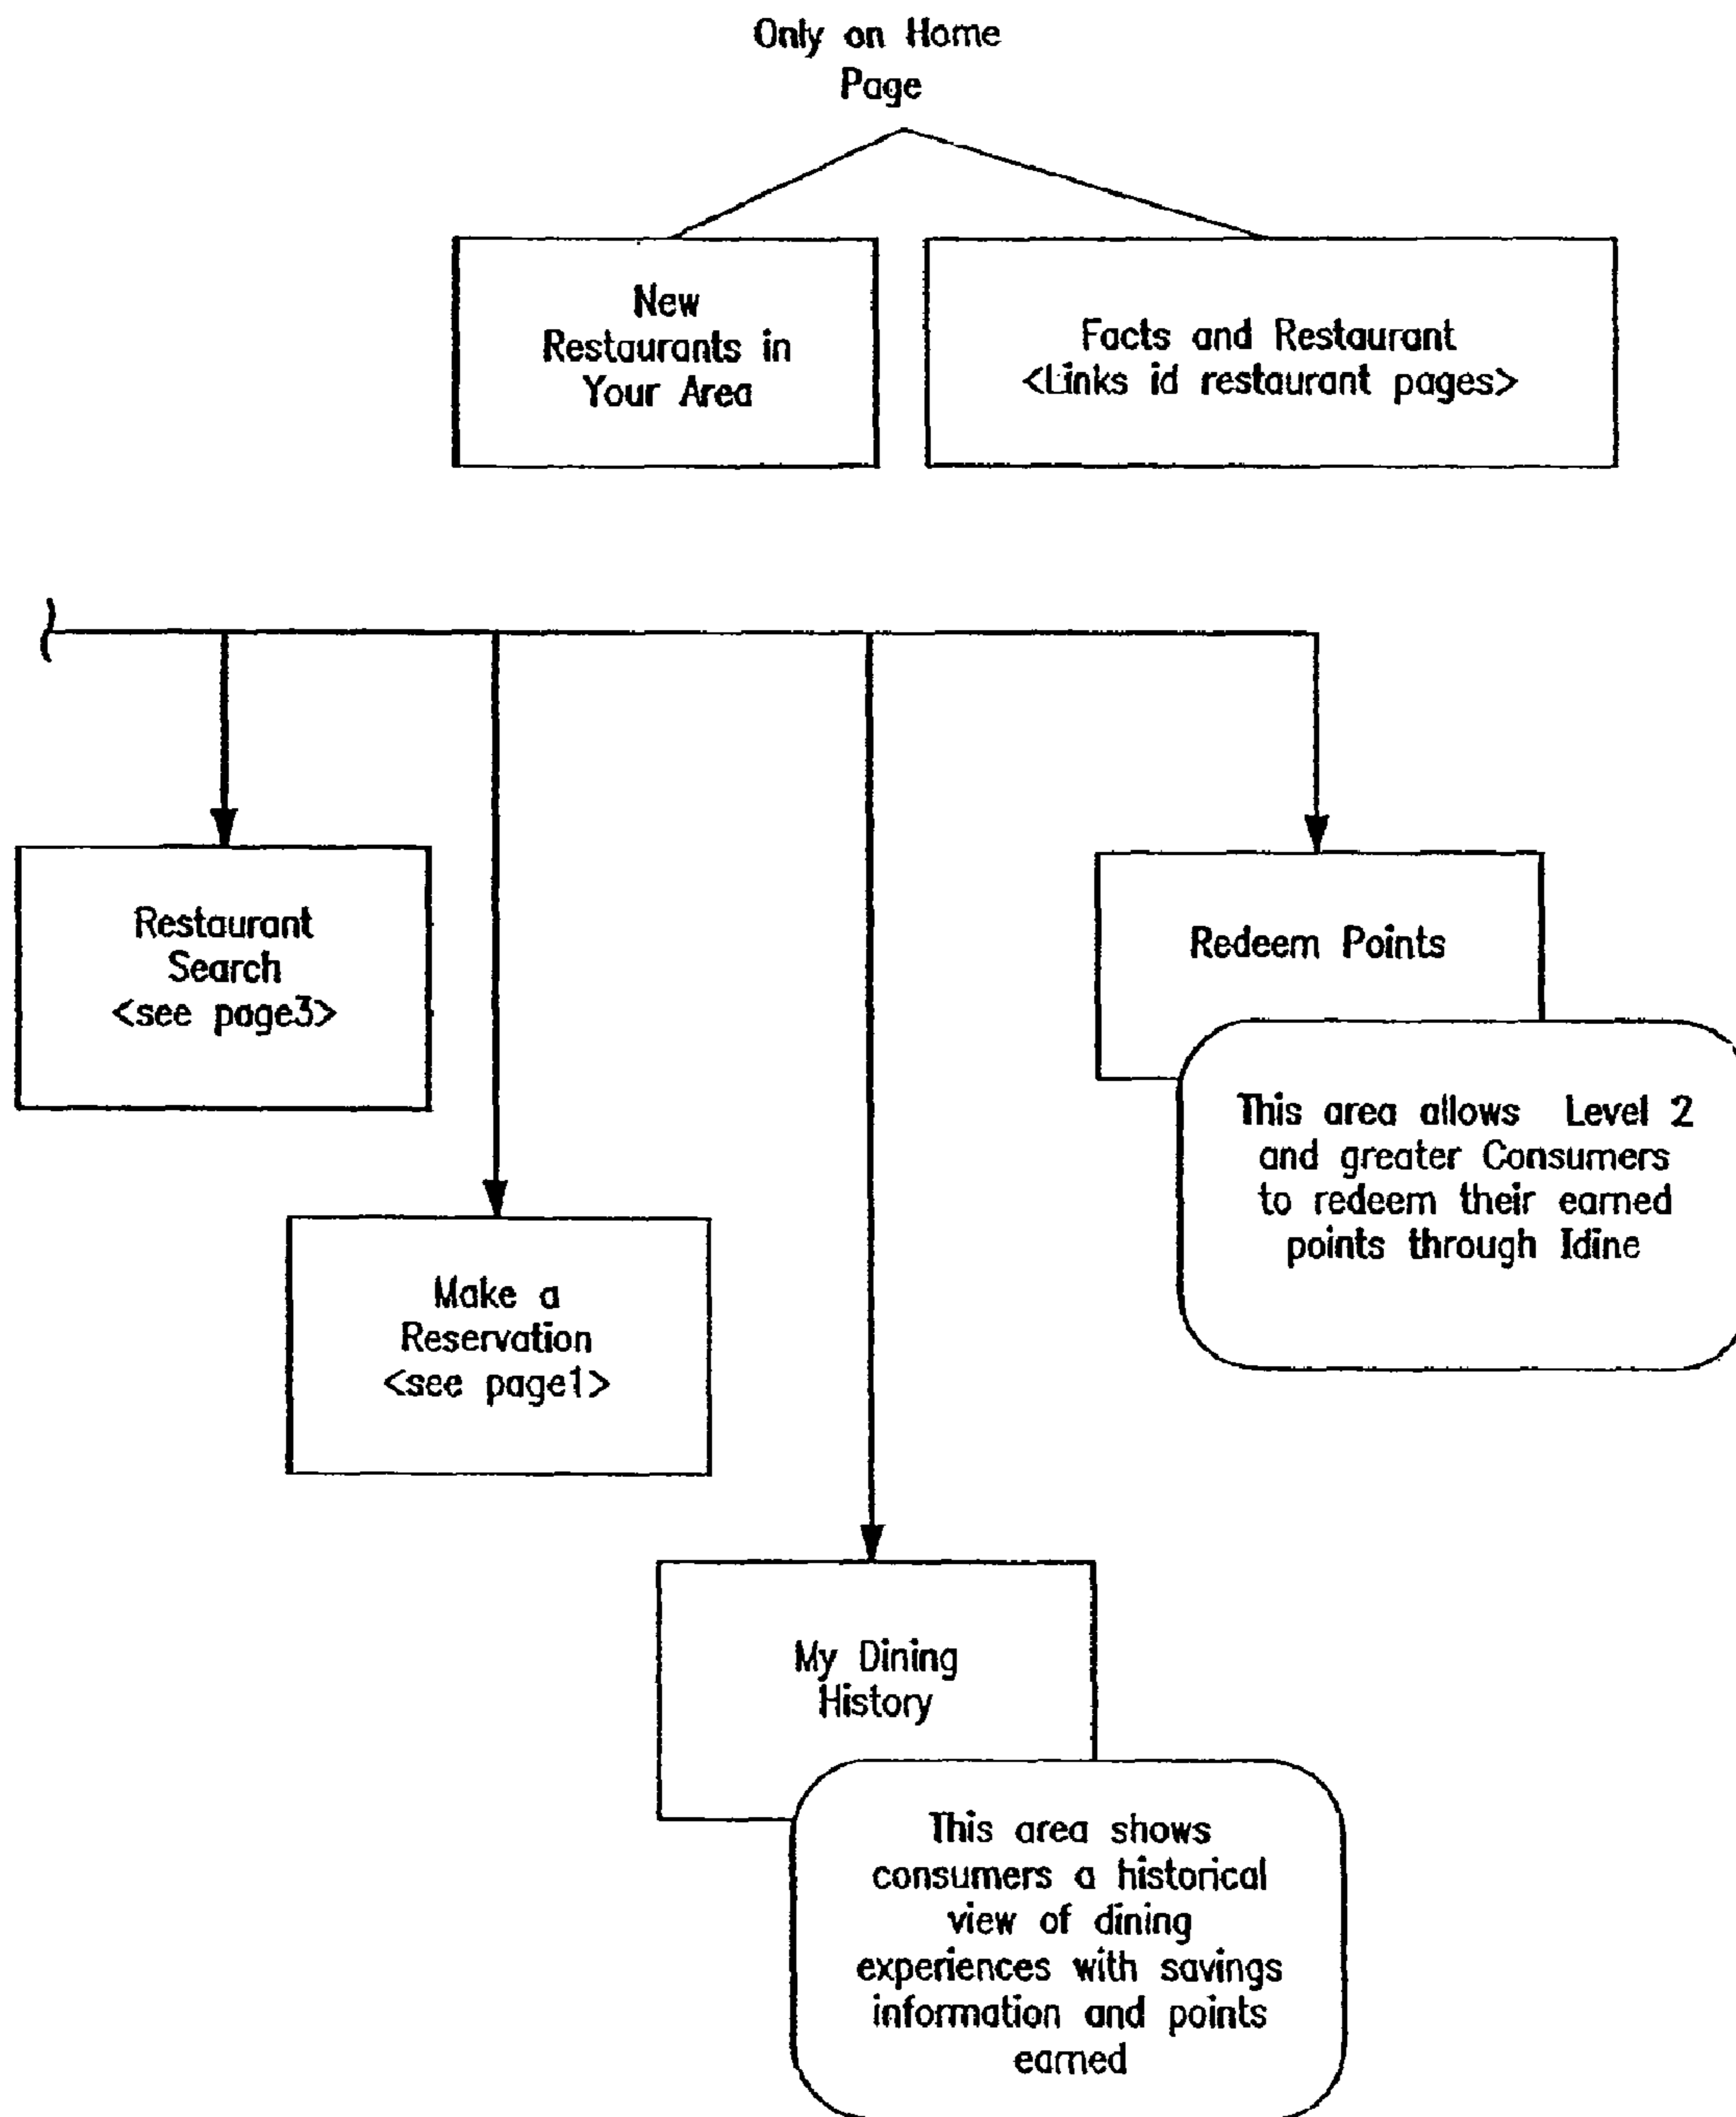 Only on Home
Page
New
Restaurants in
Your Area
Facts and Restaurant
<Links id restaurant pages>
Restaurant
Search
<see page3>
Redeem Points
This area allows Level 2
and greater Consumers
to redeem their earned
points through Idine
Make a
Reservation
<see page1>
My Dining
History
This area shows
consumers a historical
view of dining
experiences with savings
information and points
earned